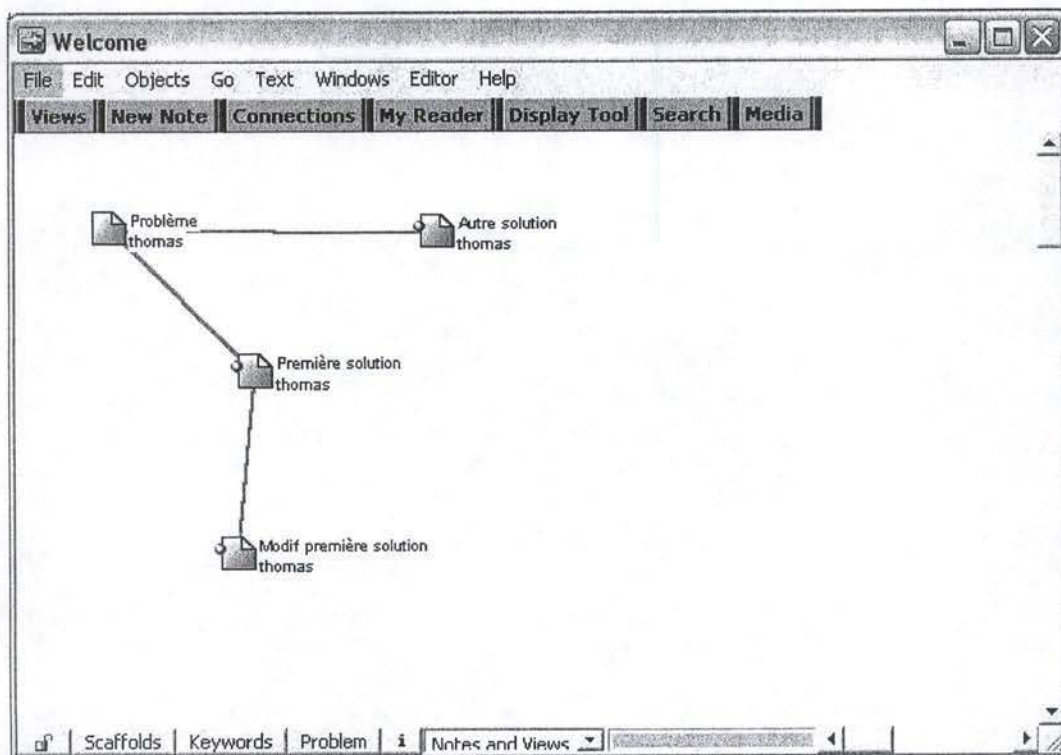 Welcome
File Edit Objects Go Text Windows Editor Help
Views New Note Connections My Reader Display Tool Search Media
Problème
thomas
Autre solution
thomas
Première solution
thomas
Modif première solution
thomas
Scaffolds Keywords Problem i Notes and Views